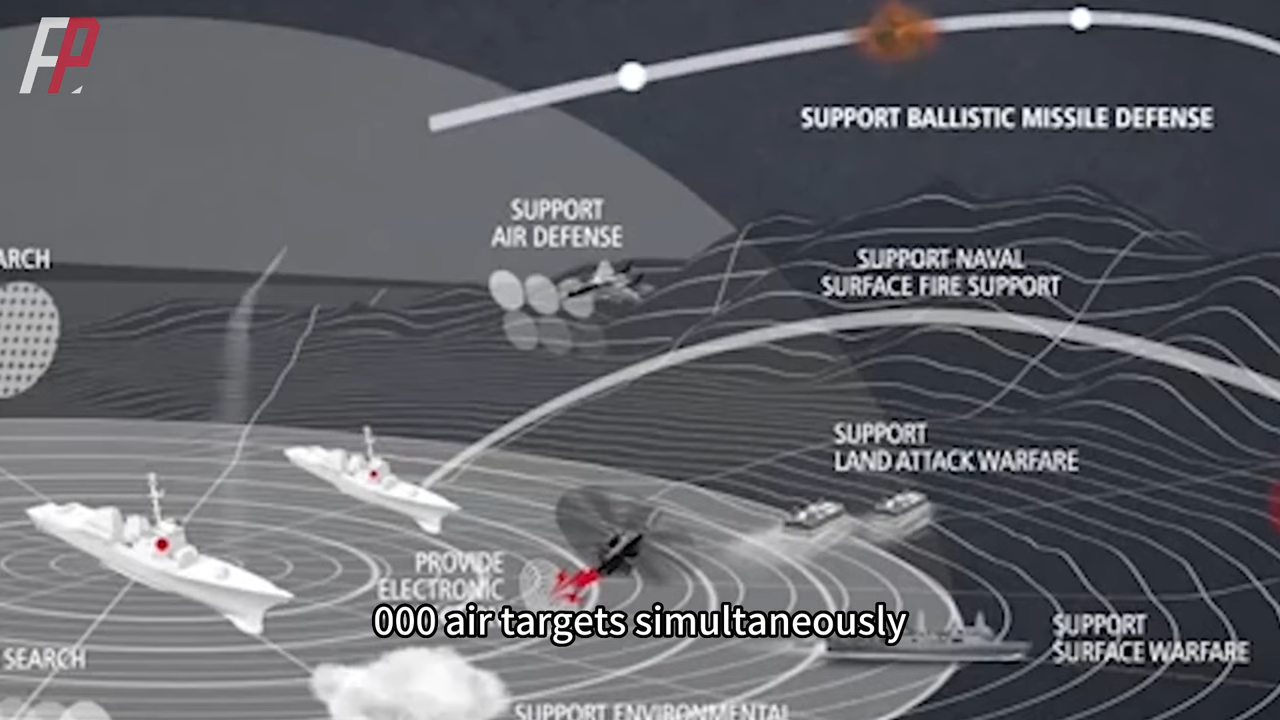 FP
SUPPORT BALLISTIC MISSILE DEFENSE
SUPPORT
AIR DEFENSE
ARCH
SUPPORT NAVAL
SURFACE FIRE SUPPORT
SUPPORT
LAND ATTACK WARFARE
PROVIDE
ELECTRONIC
000 air targets simultaneously
SUPPORT
SURFACE WARFARE
SEARCH
SUPPORT ENVIRONMENTAL